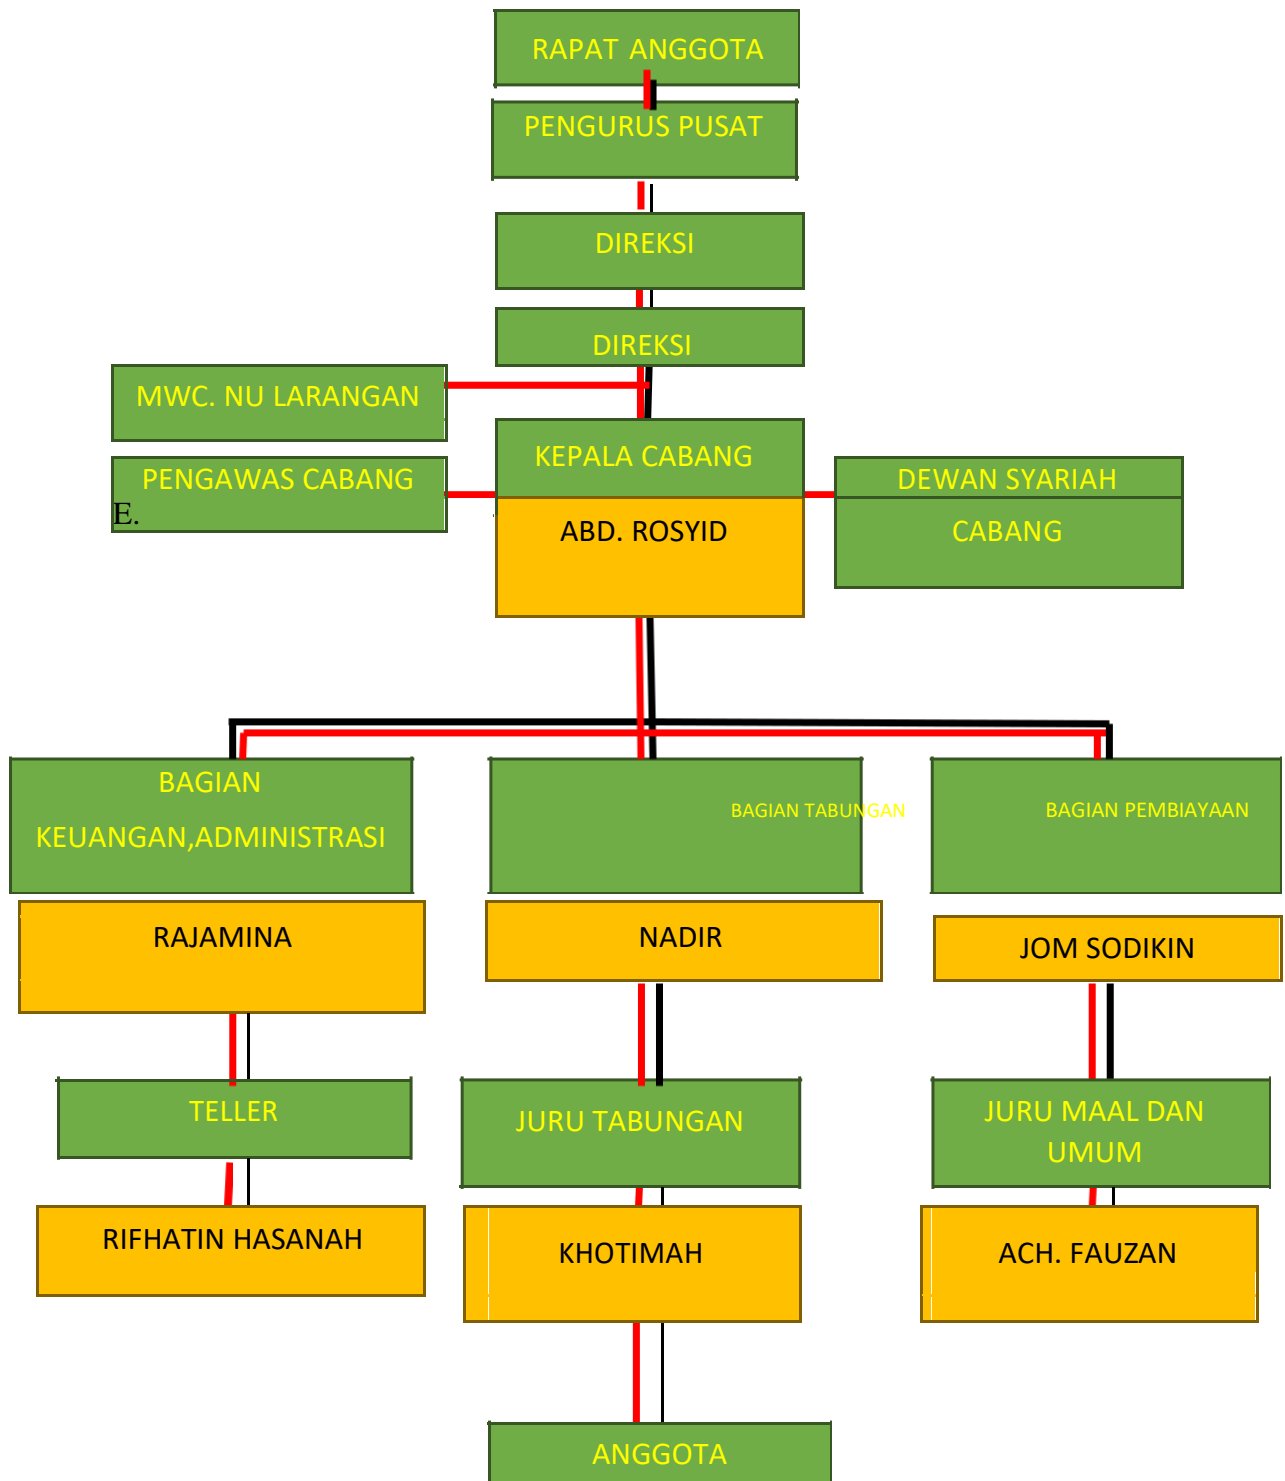 RAPAT ANGGOTA
PENGURUS PUSAT
DIREKSI
DIREKSI
MWC. NU LARANGAN
KEPALA CABANG
PENGAWAS CABANG
DEWAN SYARIAH
E.
ABD. ROSYID
CABANG
BAGIAN
KEUANGAN,ADMINISTRASI
BAGIAN TABUNGAN
BAGIAN PEMBIAYAAN
RAJAMINA
NADIR
JOM SODIKIN
TELLER
JURU TABUNGAN
JURU MAAL DAN
UMUM
RIFHATIN HASANAH
KHOTIMAH
ACH. FAUZAN
ANGGOTA